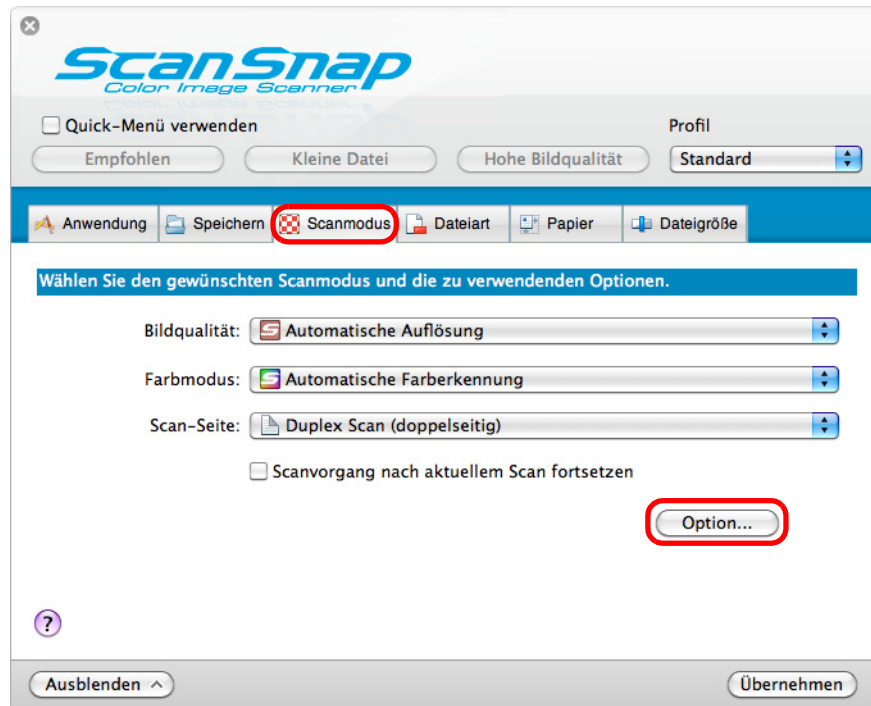 ScanSnap
Color Image Scanner
Quick-Menü verwenden
Profil
Empfohlen Kleine Datei Hohe Bildqualität Standard
Anwendung Speichern Scanmodus Dateiart Papier Dateigröße
Wählen Sie den gewünschten Scanmodus und die zu verwendenden Optionen.
Bildqualität: Automatische Auflösung
Farbmodus: Automatische Farberkennung
Scan-Seite: Duplex Scan (doppelseitig)
Scanvorgang nach aktuellem Scan fortsetzen
Option...
?
Ausblenden Übernehmen